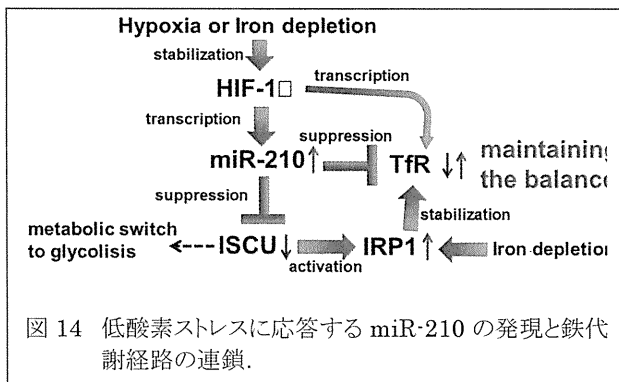 Hypoxia or Iron depletion
stabilization
HIF-1□
transcription
transcription
suppression
miR-210↑
TfR ↓↑
maintaining
the balance
suppression
stabilization
metabolic switch
to glycolisis
ISCU↓
activation
IRP1↑
Iron depletion
図 14 低酸素ストレスに応答する miR-210 の発現と鉄代
謝経路の連鎖.